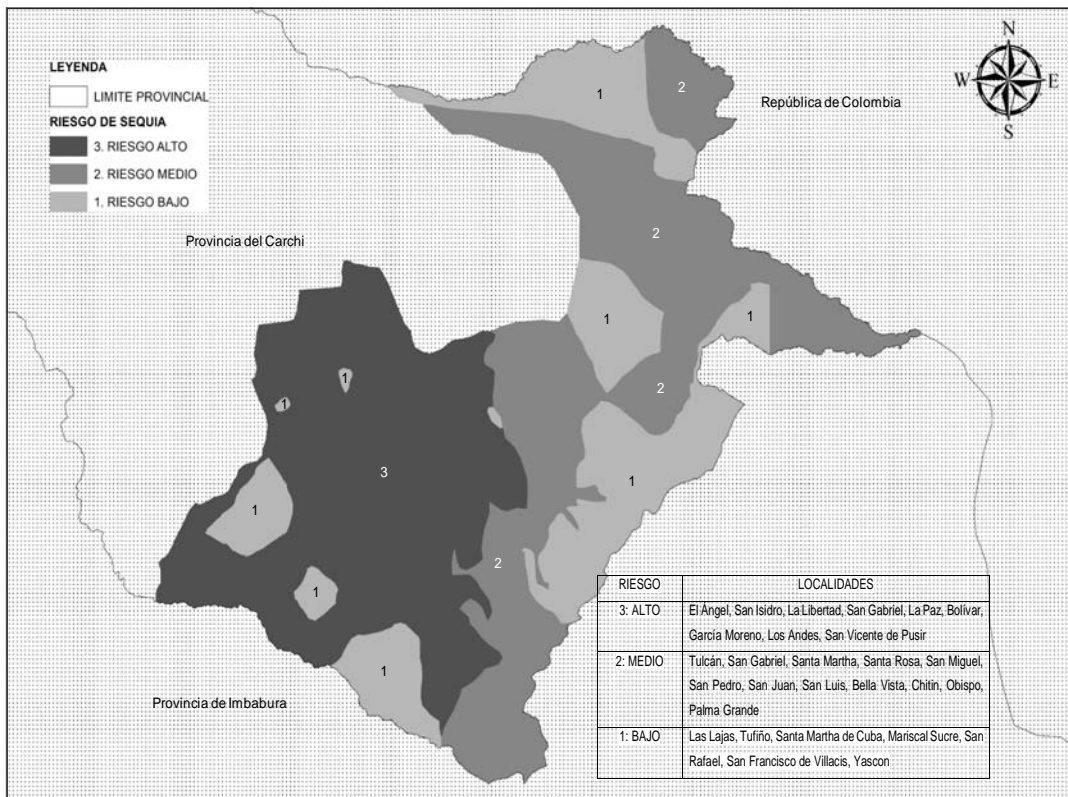 LEYENDA
LIMITE PROVINCIAL
RIESGO DE SEQUIA
3. RIESGO ALTO
2. RIESGO MEDIO
1. RIESGO BAJO
N
W
E
S
República de Colombia
Provincia del Carchi
Provincia de Imbabura
1
2
2
1
1
2
1
1
3
1
1
2
1
1
RIESGO
LOCALIDADES
3: ALTO
El Ángel, San Isidro, La Libertad, San Gabriel, La Paz, Bolívar,
García Moreno, Los Andes, San Vicente de Pusir
2: MEDIO
Tulcán, San Gabriel, Santa Martha, Santa Rosa, San Miguel,
San Pedro, San Juan, San Luis, Bella Vista, Chitin, Obispo,
Palma Grande
1: BAJO
Las Lajas, Tufiño, Santa Martha de Cuba, Mariscal Sucre, San
Rafael, San Francisco de Villacis, Yascon